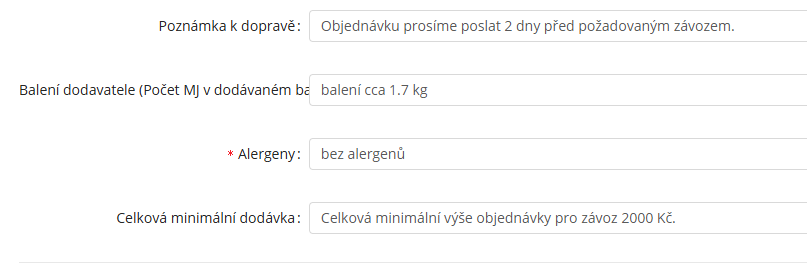 Poznámka k dopravě: Objednávku prosíme poslat 2 dny před požadovaným závozem.
Balení dodavatele (Počet MJ v dodávaném ba balení cca 1.7 kg
* Alergeny: bez alergenů
Celková minimální dodávka: Celková minimální výše objednávky pro závoz 2000 Kč.